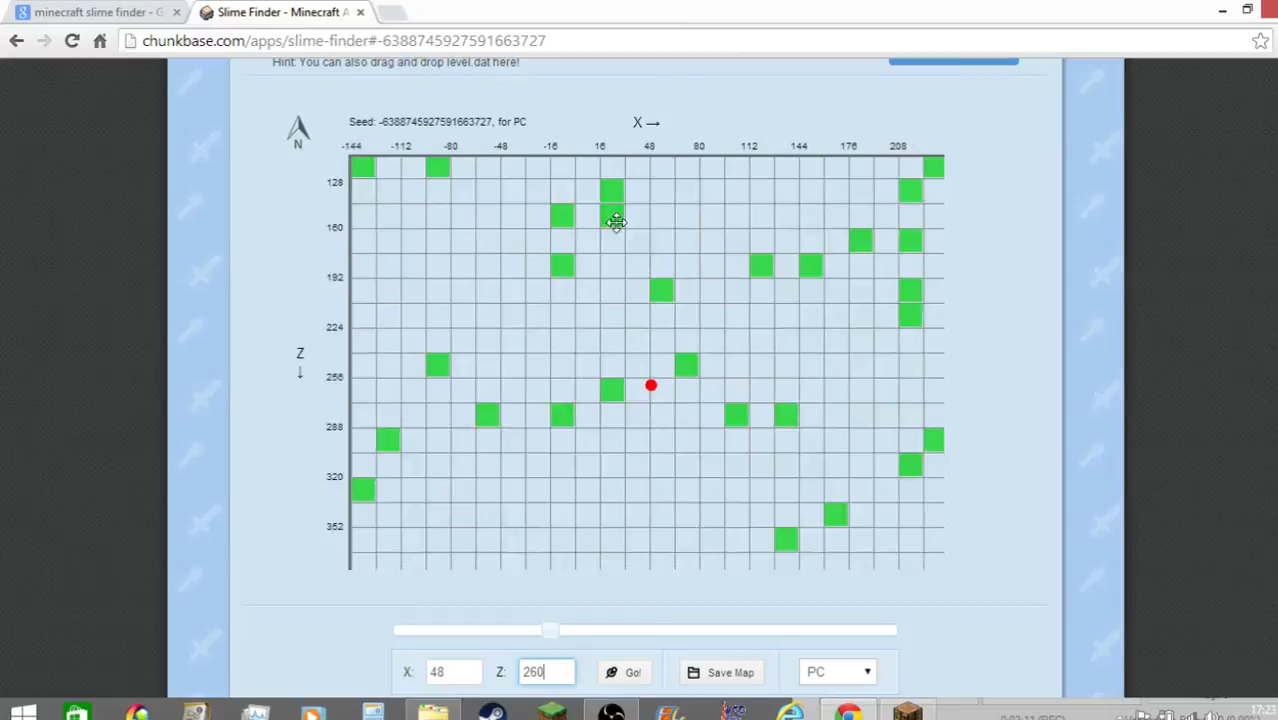 minecraft slime finder - G
Slime Finder - Minecraft A
chunkbase.com/apps/slime-finder#-6388745927591663727
Hint: You can also drag and drop level.dat here!
Seed: -6388745927591663727, for PC
X →
N
-144 -112 -80 -48 -16 16 48 80 112 144 176 208
128
160
192
224
Z
↓
256
288
320
352
X: 48 Z: 260 Go! Save Map PC
17:23